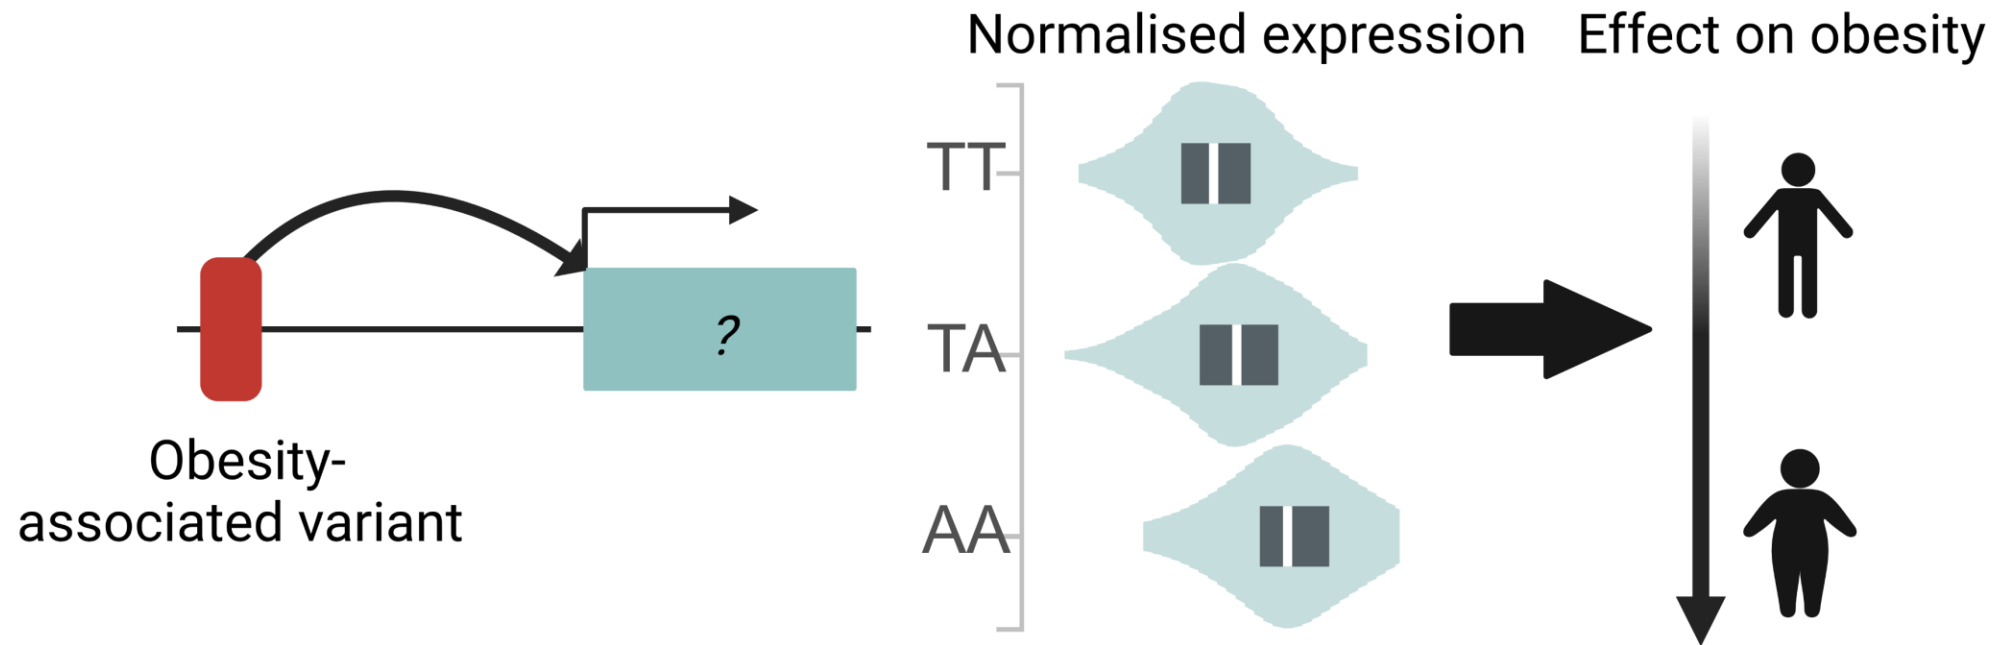 Normalised expression
Effect on obesity
TT
?
TA
Obesity-
associated variant
AA